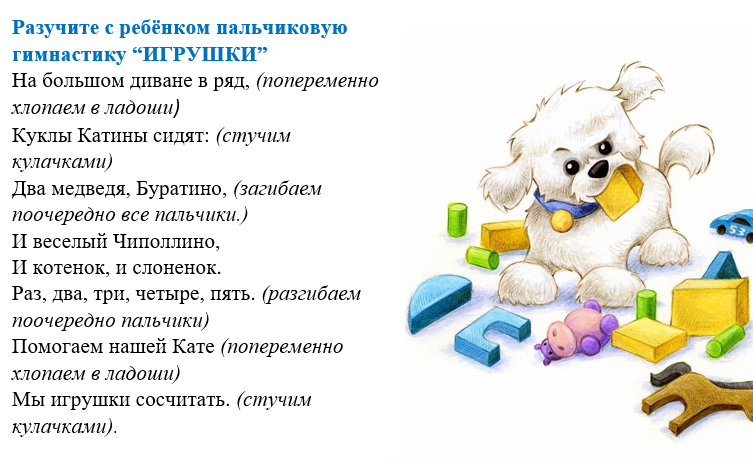 Разучите с ребёнком пальчиковую
гимнастику “ИГРУШКИ”
На большом диване в ряд, (попеременно
хлопаем в ладоши)
Куклы Катины сидят: (стучим
кулачками)
Два медведя, Буратино, (загибаем
поочередно все пальчики.)
И веселый Чиполлино,
И котенок, и слоненок.
Раз, два, три, четыре, пять. (разгибаем
поочередно пальчики)
Помогаем нашей Кате (попеременно
хлопаем в ладоши)
Мы игрушки сосчитать. (стучим
кулачками).
53